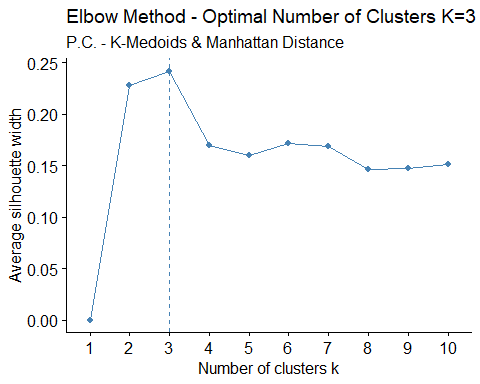 Elbow Method - Optimal Number of Clusters K=3
P.C. - K-Medoids & Manhattan Distance
0.25
0.20
0.15
0.10
0.05
0.00
Average silhouette width
1 2 3 4 5 6 7 8 9 10
Number of clusters k